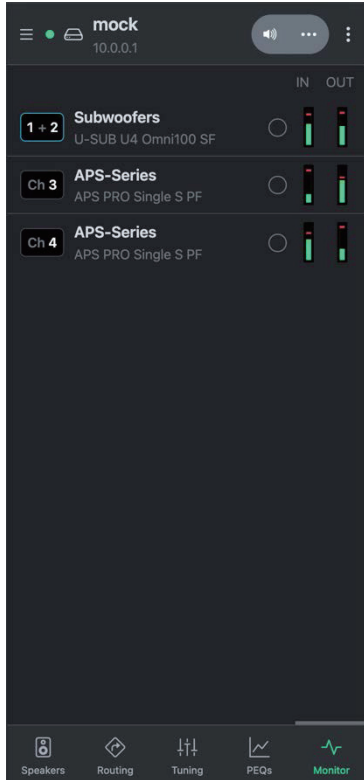 mock
10.0.0.1
IN OUT
1 + 2
Subwoofers
U-SUB U4 Omni100 SF
Ch 3
APS-Series
APS PRO Single S PF
Ch 4
APS-Series
APS PRO Single S PF
Speakers Routing Tuning PEQs Monitor